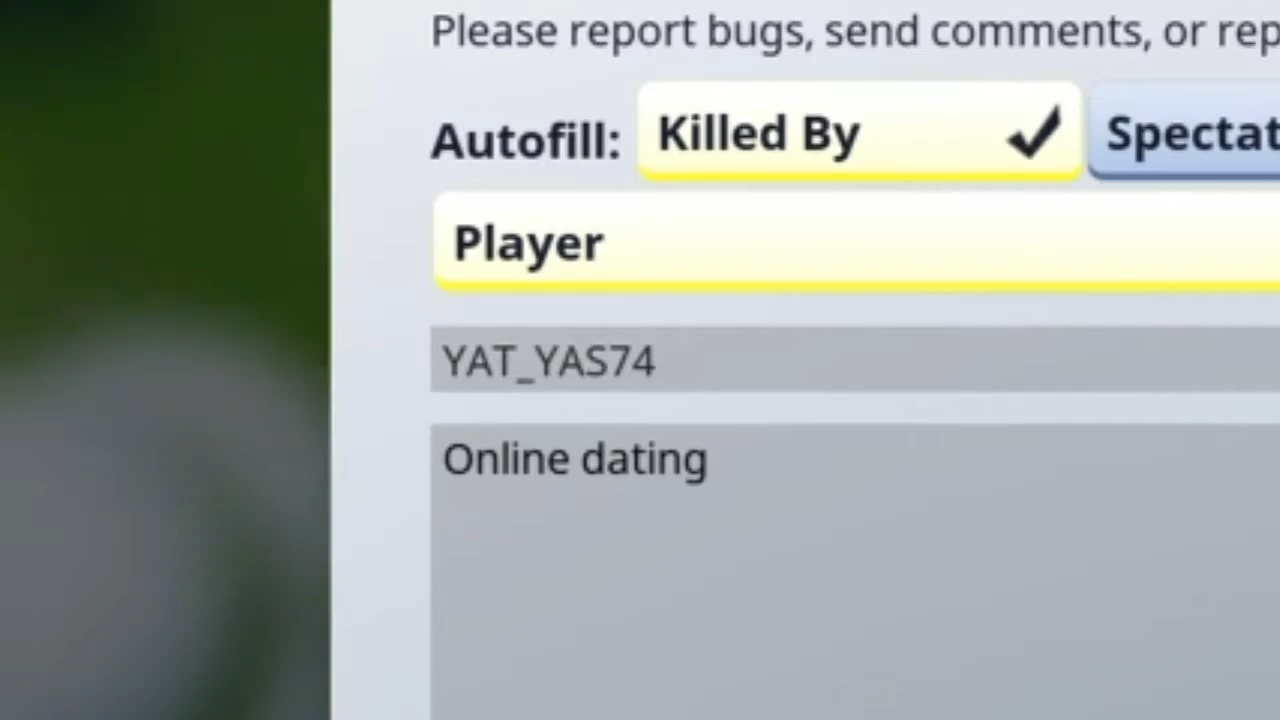 Please report bugs, send comments, or rep
Autofill: Killed By Spectat
Player
YAT_YAS74
Online dating